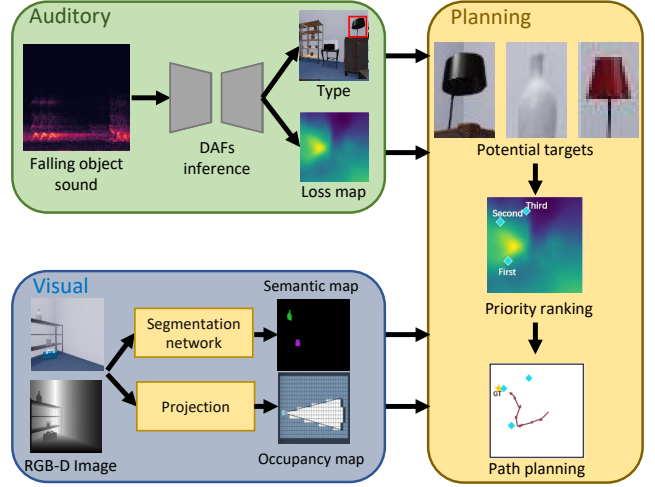 Auditory
Falling object
sound
DAFs
inference
Type
Loss map
Visual
RGB-D Image
Segmentation
network
Projection
Semantic map
Occupancy map
Planning
Potential targets
Second
Third
First
Priority ranking
GT
Path planning